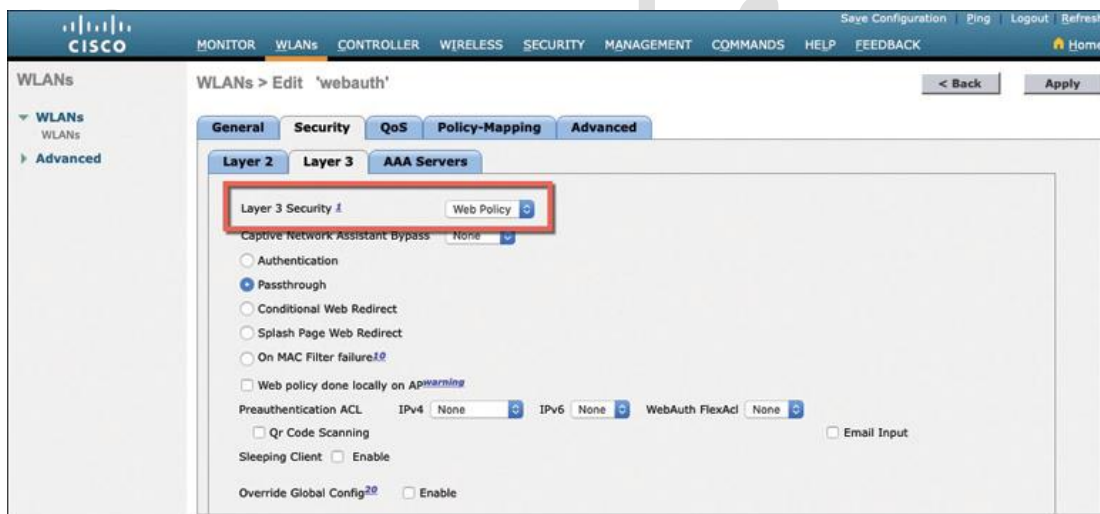 Save Configuration Ping Logout Refresh
CISCO MONITOR WLANs CONTROLLER WIRELESS SECURITY MANAGEMENT COMMANDS HELP FEEDBACK Home
WLANs
WLANs > Edit 'webauth'
< Back Apply
WLANs
WLANs
Advanced
General Security QoS Policy-Mapping Advanced
Layer 2 Layer 3 AAA Servers
Layer 3 Security 1 Web Policy
Captive Network Assistant Bypass None
Authentication
Passthrough
Conditional Web Redirect
Splash Page Web Redirect
On MAC Filter failure10
Web policy done locally on APwarning
Preauthentication ACL IPv4 None IPv6 None WebAuth FlexAcl None
Qr Code Scanning Email Input
Sleeping Client Enable
Override Global Config20 Enable